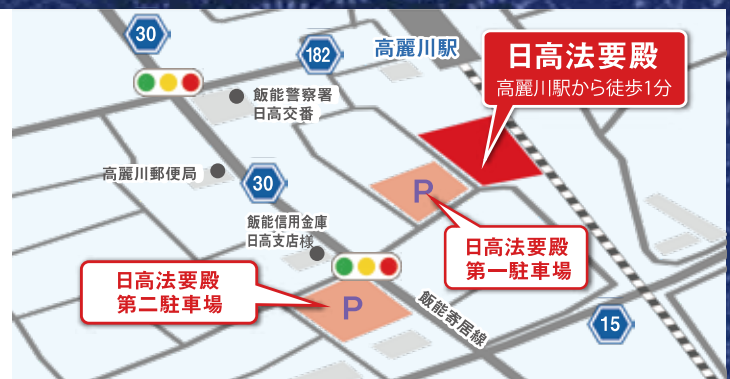 30
182
高麗川駅
日高法要殿
高麗川駅から徒歩1分
飯能警察署
日高交番
高麗川郵便局
30
P
飯能信用金庫
日高支店様
日高法要殿
第一駐車場
日高法要殿
第二駐車場
P
飯能寄居線
15